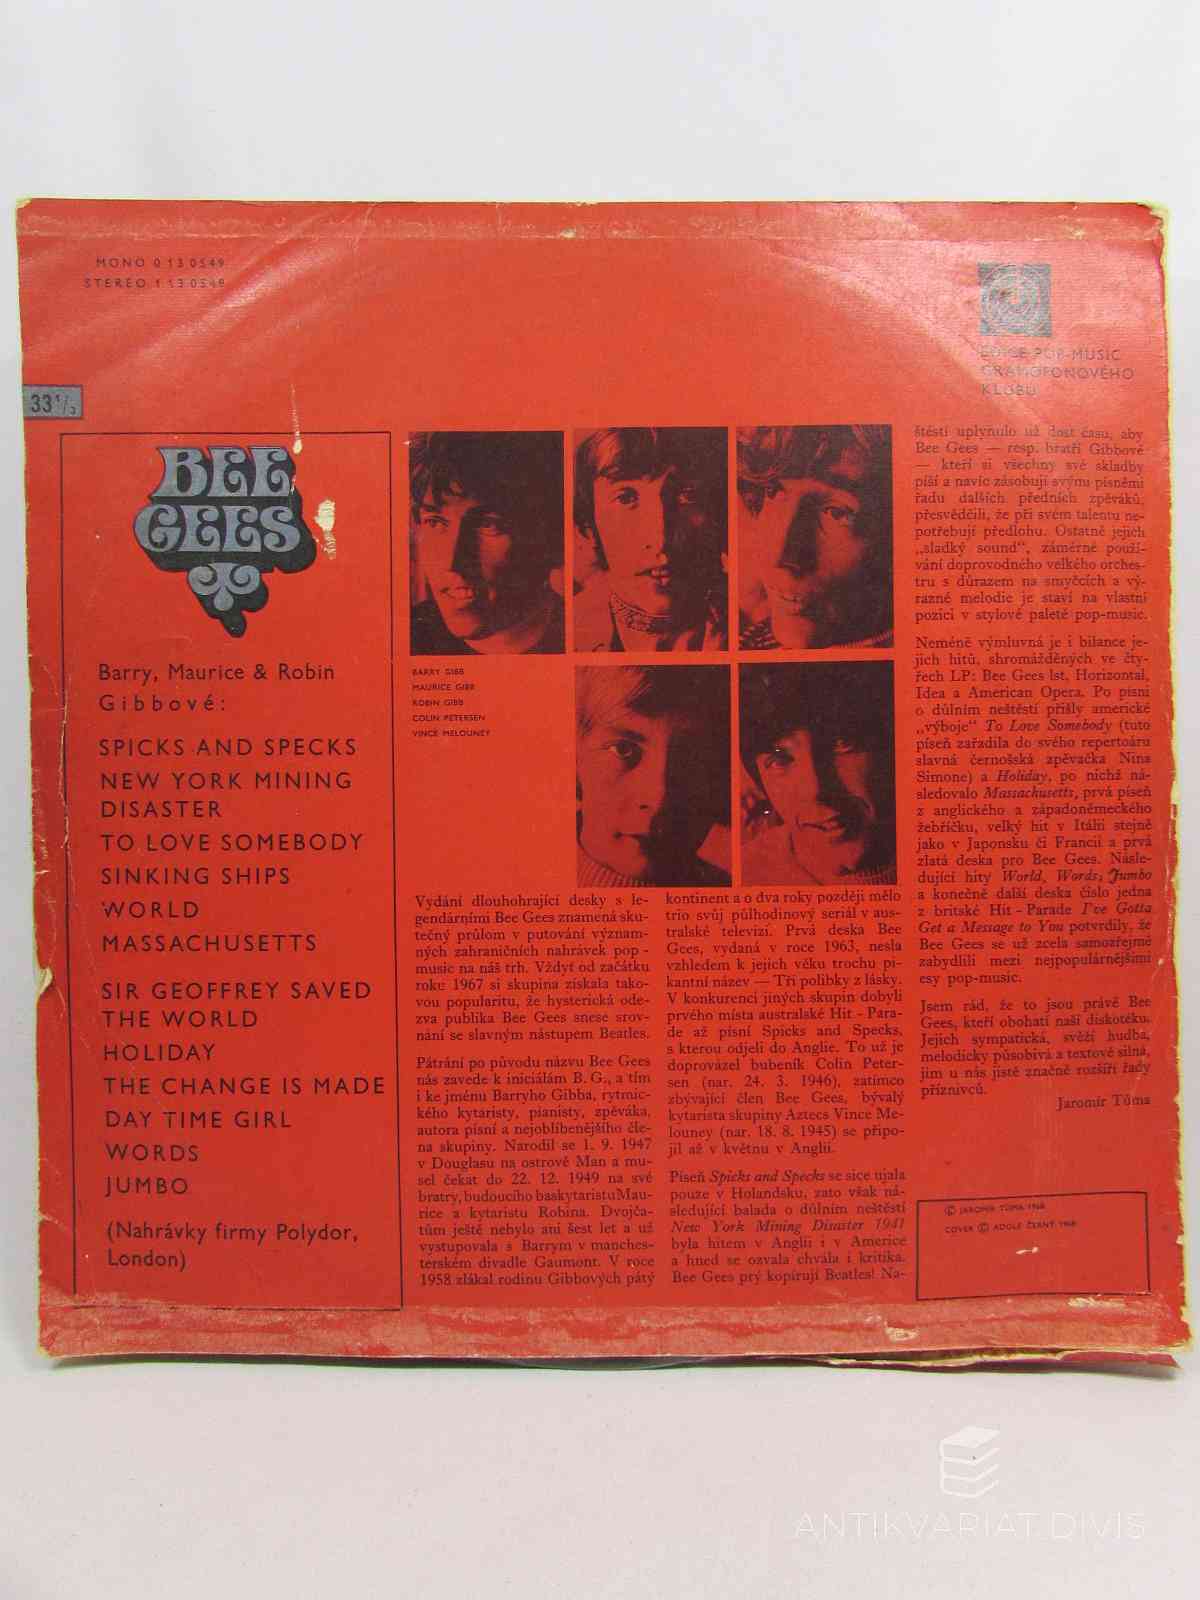 MONO 0 13 0549
STEREO 1 13 0549
EDICE POP-MUSIC
GRAMOFONOVÉHO
KLUBU
33 1/3
BEE
GEES
Barry, Maurice & Robin
Gibbové:
SPICKS AND SPECKS
NEW YORK MINING
DISASTER
TO LOVE SOMEBODY
SINKING SHIPS
WORLD
MASSACHUSETTS
SIR GEOFFREY SAVED
THE WORLD
HOLIDAY
THE CHANGE IS MADE
DAY TIME GIRL
WORDS
JUMBO
(Nahrávky firmy Polydor,
London)
BARRY GIBB
MAURICE GIBB
ROBIN GIBB
COLIN PETERSEN
VINCE MELOUNEY
Vydání dlouhohrající desky s le-
gendárními Bee Gees znamená sku-
tečný průlom v putování význam-
ných zahraničních nahrávek pop -
music na náš trh. Vždyť od začátku
roku 1967 si skupina získala tako-
vou popularitu, že hysterická ode-
zva publika Bee Gees snese srov-
nání se slavným nástupem Beatles.
Pátrání po původu názvu Bee Gees
nás zavede k iniciálám B. G., a tím
i ke jménu Barryho Gibba, rytmic-
kého kytaristy, pianisty, zpěváka,
autora písní a nejoblíbenějšího čle-
na skupiny. Narodil se 1. 9. 1947
v Douglasu na ostrově Man a mu-
sel čekat do 22. 12. 1949 na své
bratry, budoucího baskytaristu Mau-
rice a kytaristu Robina. Dvojča-
tům ještě nebylo ani šest let a už
vystupovala s Barrym v manches-
terském divadle Gaumont. V roce
1958 zlákal rodinu Gibbových pátý
kontinent a o dva roky později mělo
trio svůj půlhodinový seriál v aus-
tralské televizi. Prvá deska Bee
Gees, vydaná v roce 1963, nesla
vzhledem k jejich věku trochu pi-
kantní název — Tři polibky z lásky.
V konkurenci jiných skupin dobyli
prvého místa australské Hit - Para-
de až písní Spicks and Specks,
s kterou odjeli do Anglie. To už je
doprovázel bubeník Colin Peter-
sen (nar. 24. 3. 1946), zatímco
zbývající člen Bee Gees, bývalý
kytarista skupiny Aztecs Vince Me-
louney (nar. 18. 8. 1945) se připo-
jil až v květnu v Anglii.
Píseň Spicks and Specks se sice ujala
pouze v Holandsku, zato však ná-
sledující balada o důlním neštěstí
New York Mining Disaster 1941
byla hitem v Anglii i v Americe
a hned se ozvala chvála i kritika.
Bee Gees prý kopírují Beatles! Na-
štěstí uplynulo už dost času, aby
Bee Gees — resp. bratři Gibbové
— kteří si všechny své skladby
píší a navíc zásobují svými písněmi
řadu dalších předních zpěváků,
přesvědčili, že při svém talentu ne-
potřebují předlohu. Ostatně jejich
„sladký sound“, záměrné použí-
vání doprovodného velkého orches-
tru s důrazem na smyčcích a vý-
razné melodie je staví na vlastní
pozici v stylové paletě pop-music.
Neméně výmluvná je i bilance je-
jich hitů, shromážděných ve čty-
řech LP: Bee Gees 1st, Horizontal,
Idea a American Opera. Po písni
o důlním neštěstí přišly americké
„výboje“ To Love Somebody (tuto
píseň zařadila do svého repertoáru
slavná černošská zpěvačka Nina
Simone) a Holiday, po nichž ná-
sledovalo Massachusetts, prvá píseň
z anglického a západoněmeckého
žebříčku, velký hit v Itálii stejně
jako v Japonsku či Francii a prvá
zlatá deska pro Bee Gees. Násle-
dující hity World, Words, Jumbo
a konečně další deska číslo jedna
z britské Hit - Parade I've Gotta
Get a Message to You potvrdily, že
Bee Gees se už zcela samozřejmě
zabydlili mezi nejpopulárnějšími
esy pop-music.
Jsem rád, že to jsou právě Bee
Gees, kteří obohatí naši diskotéku.
Jejich sympatická, svěží hudba,
melodicky působivá a textově silná,
jim u nás jistě značně rozšíří řady
příznivců.
Jaromír Tůma
© JAROMÍR TŮMA 1968
COVER © ADOLF ČERNÝ 1968
ANTIKVARIÁT DIVIŠ